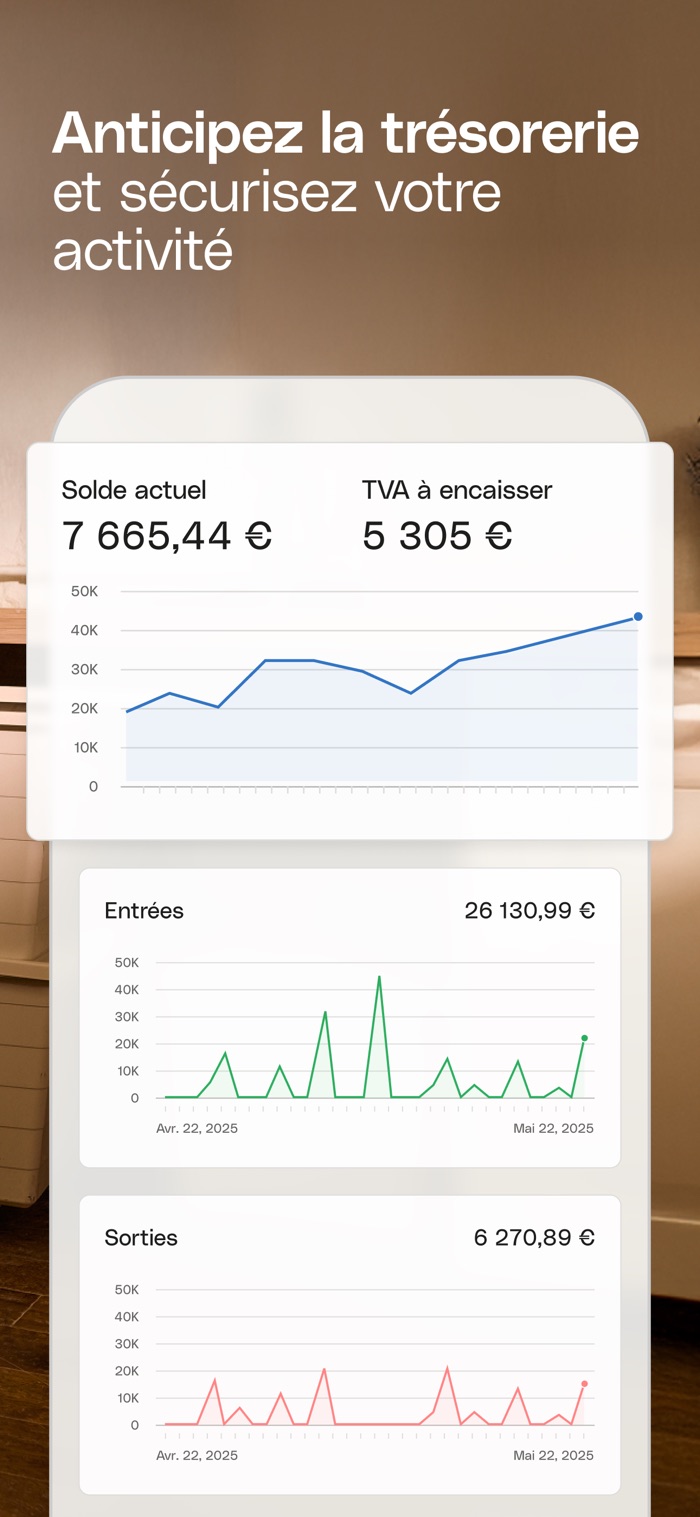 Anticipez la trésorerie
et sécurisez votre
activité
Solde actuel
7 665,44 €
TVA à encaisser
5 305 €
50K
40K
30K
20K
10K
0
Entrées
26 130,99 €
50K
40K
30K
20K
10K
0
Avr. 22, 2025
Mai 22, 2025
Sorties
6 270,89 €
50K
40K
30K
20K
10K
0
Avr. 22, 2025
Mai 22, 2025